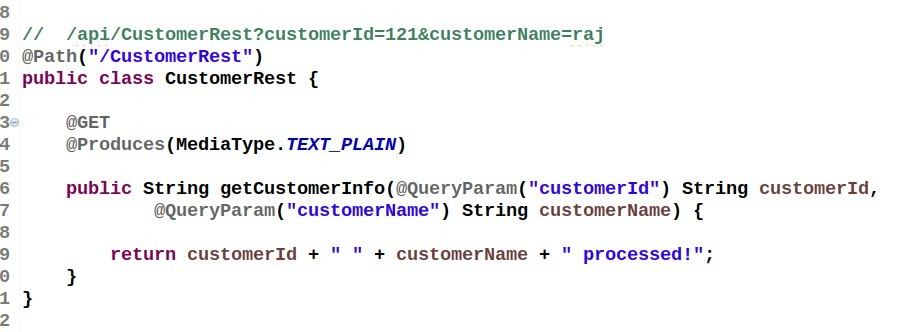 8
9 //  /api/CustomerRest?customerId=121&customerName=raj
0 @Path("/CustomerRest")
1 public class CustomerRest {
2
3     @GET
4     @Produces(MediaType.TEXT_PLAIN)
5
6     public String getCustomerInfo(@QueryParam("customerId") String customerId,
7             @QueryParam("customerName") String customerName) {
8
9         return customerId + " " + customerName + " processed!";
0     }
1 }
2